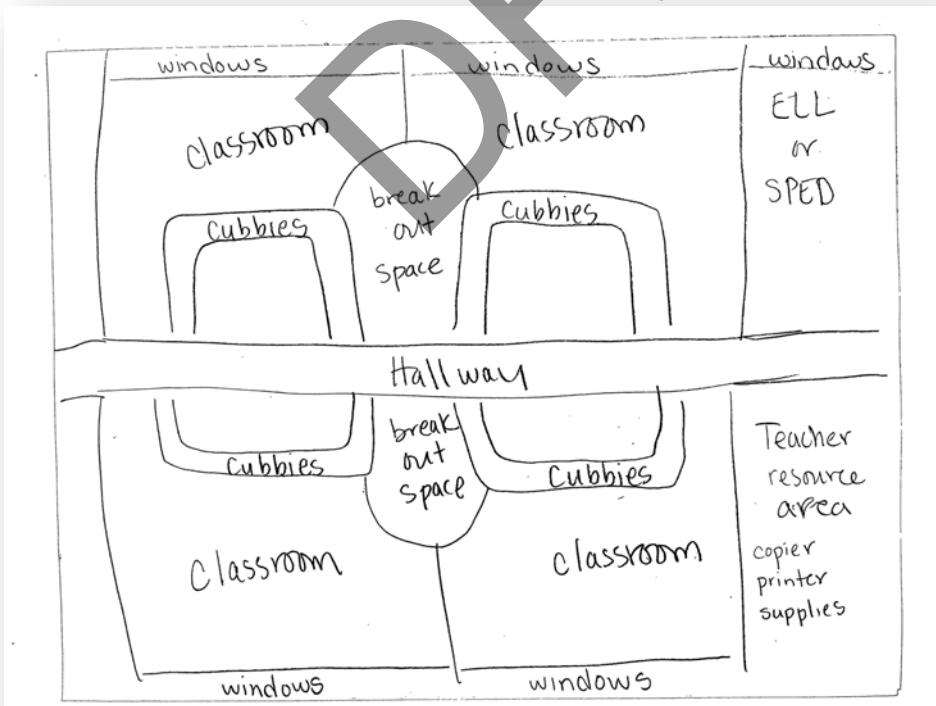 windows
windows
windows
classroom
classroom
ELL
or
SPED
break
out
space
Cubbies
Cubbies
Hallway
break
out
space
Cubbies
Cubbies
Teacher
resource
area
copier
printer
supplies
classroom
classroom
windows
windows